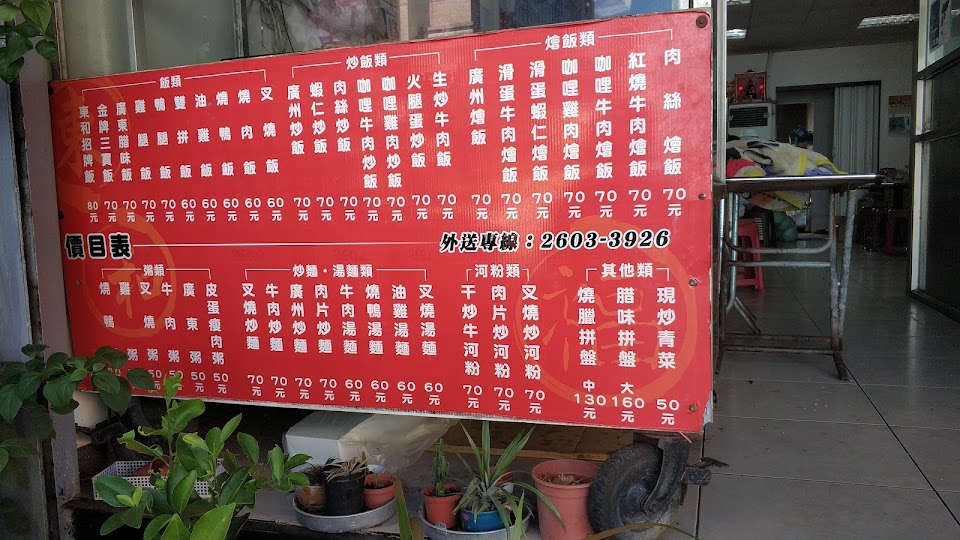 飯類
東和招牌飯 80元
金牌三寶飯 70元
廣東腊味飯 70元
雞腿飯 70元
鴨腿飯 70元
雙拼飯 60元
油雞飯 60元
燒鴨飯 60元
燒肉飯 60元
叉燒飯 60元
炒飯類
廣州炒飯 70元
蝦仁炒飯 70元
肉絲炒飯 70元
咖哩牛肉炒飯 70元
咖哩雞肉炒飯 70元
火腿蛋炒飯 70元
生炒牛肉飯 70元
燴飯類
廣州燴飯 70元
滑蛋牛肉燴飯 70元
滑蛋蝦仁燴飯 70元
咖哩雞肉燴飯 70元
咖哩牛肉燴飯 70元
紅燒牛肉燴飯 70元
肉絲燴飯 70元
價目表
外送專線：2603-3926
粥類
燒鴨粥
雞粥
叉燒粥 50
牛肉粥 50元
廣東粥 50元
皮蛋瘦肉粥 50元
炒麵・湯麵類
叉燒炒麵 70元
牛肉炒麵 70元
廣州炒麵 70元
肉片炒麵 70元
牛肉湯麵 60元
燒鴨湯麵 60元
油雞湯麵 60元
叉燒湯麵 60元
河粉類
干炒牛河粉 70元
肉片炒河粉 70元
叉燒炒河粉 70元
其他類
燒臘拼盤 中130元
腊味拼盤 大160元
現炒青菜 50元